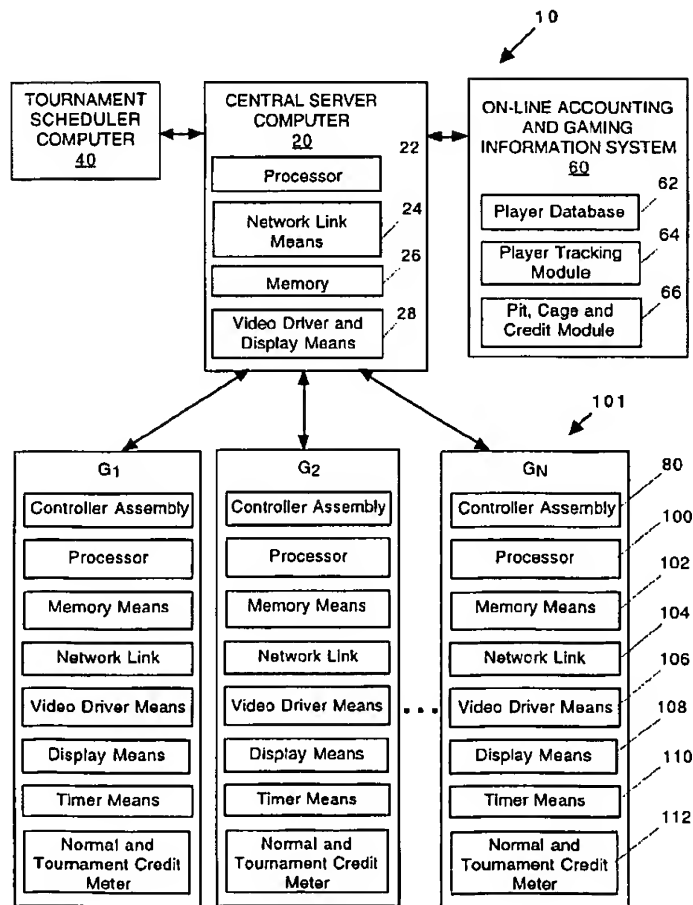 10
TOURNAMENT
SCHEDULER
COMPUTER
40
CENTRAL SERVER
COMPUTER
20
22
Processor
24
Network Link
Means
26
Memory
28
Video Driver and
Display Means
ON-LINE ACCOUNTING
AND GAMING
INFORMATION SYSTEM
60
62
Player Database
64
Player Tracking
Module
66
Pit, Cage and
Credit Module
101
G1
Controller Assembly
Processor
Memory Means
Network Link
Video Driver Means
Display Means
Timer Means
Normal and
Tournament Credit
Meter
G2
Controller Assembly
Processor
Memory Means
Network Link
Video Driver Means
Display Means
Timer Means
Normal and
Tournament Credit
Meter
...
GN
Controller Assembly
80
Processor
100
Memory Means
102
Network Link
104
Video Driver Means
106
Display Means
108
Timer Means
110
Normal and
Tournament Credit
Meter
112